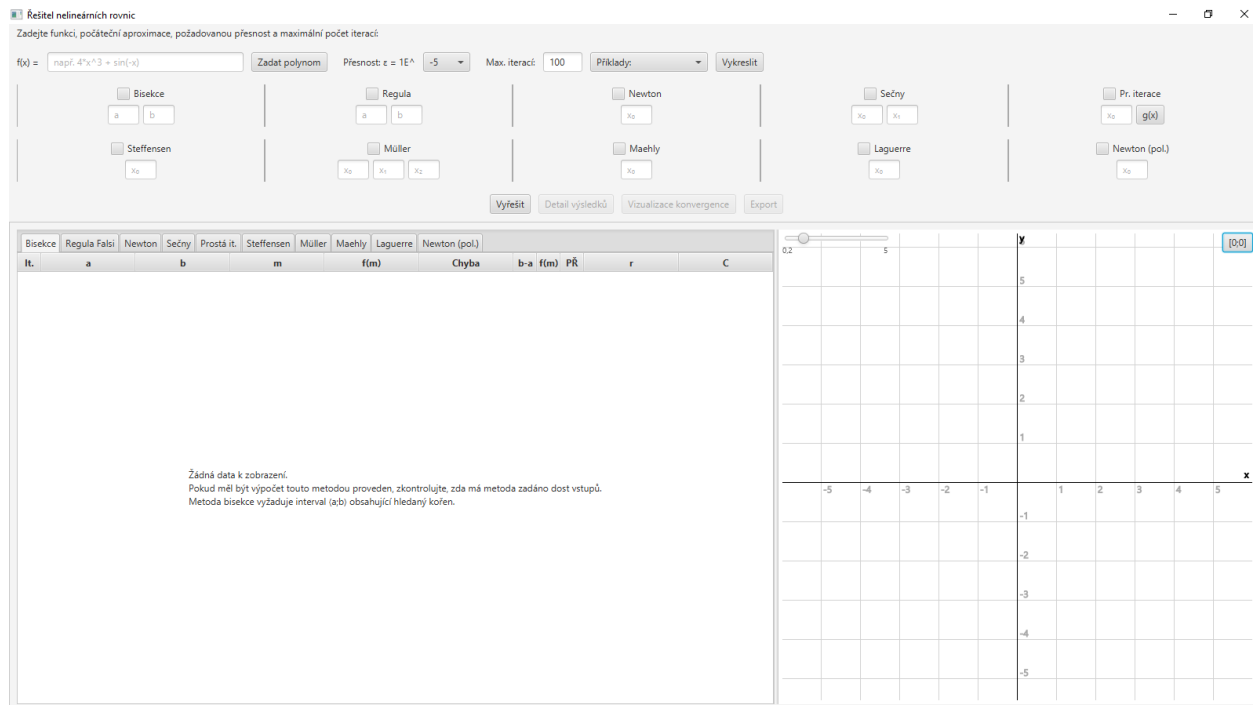 Řešitel nelineárních rovnic
Zadejte funkci, počáteční aproximace, požadovanou přesnost a maximální počet iterací:
f(x) = např. 4*x^3 + sin(-x) Zadat polynom Přesnost: ε = 1E^ -5 Max. iterací: 100 Příklady: Vykreslit
Bisekce Regula Newton Sečny Pr. iterace
a b a b x₀ x₀ x₁ x₀ g(x)
Steffensen Müller Maehly Laguerre Newton (pol.)
x₀ x₀ x₁ x₂ x₀ x₀ x₀
Vyřešit Detail výsledků Vizualizace konvergence Export
Bisekce Regula Falsi Newton Sečny Prostá it. Steffensen Müller Maehly Laguerre Newton (pol.)
It. a b m f(m) Chyba b-a f(m) PŘ r C
Žádná data k zobrazení.
Pokud měl být výpočet touto metodou proveden, zkontrolujte, zda má metoda zadáno dost vstupů.
Metoda bisekce vyžaduje interval (a;b) obsahující hledaný kořen.
0,2 5
y
[0;0]
5
4
3
2
1
x
-5 -4 -3 -2 -1 1 2 3 4 5
-1
-2
-3
-4
-5